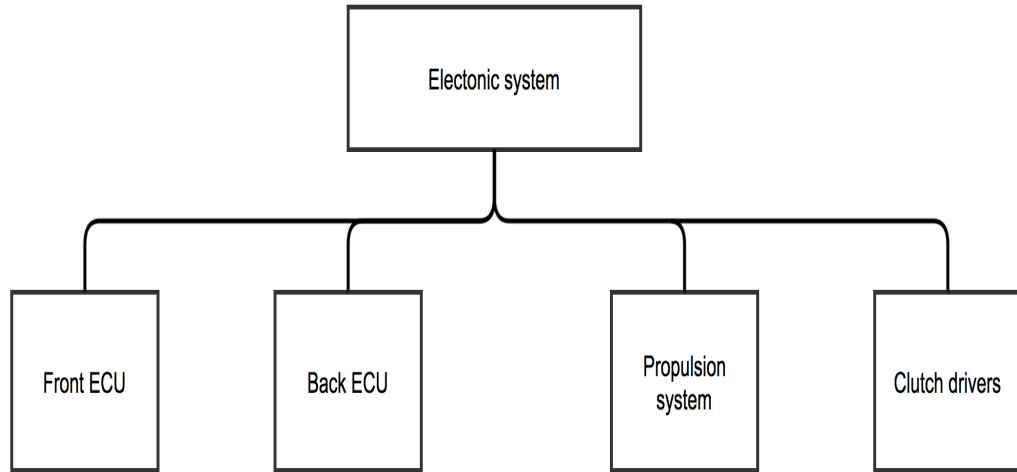 Electonic system
Front ECU
Back ECU
Propulsion
system
Clutch drivers